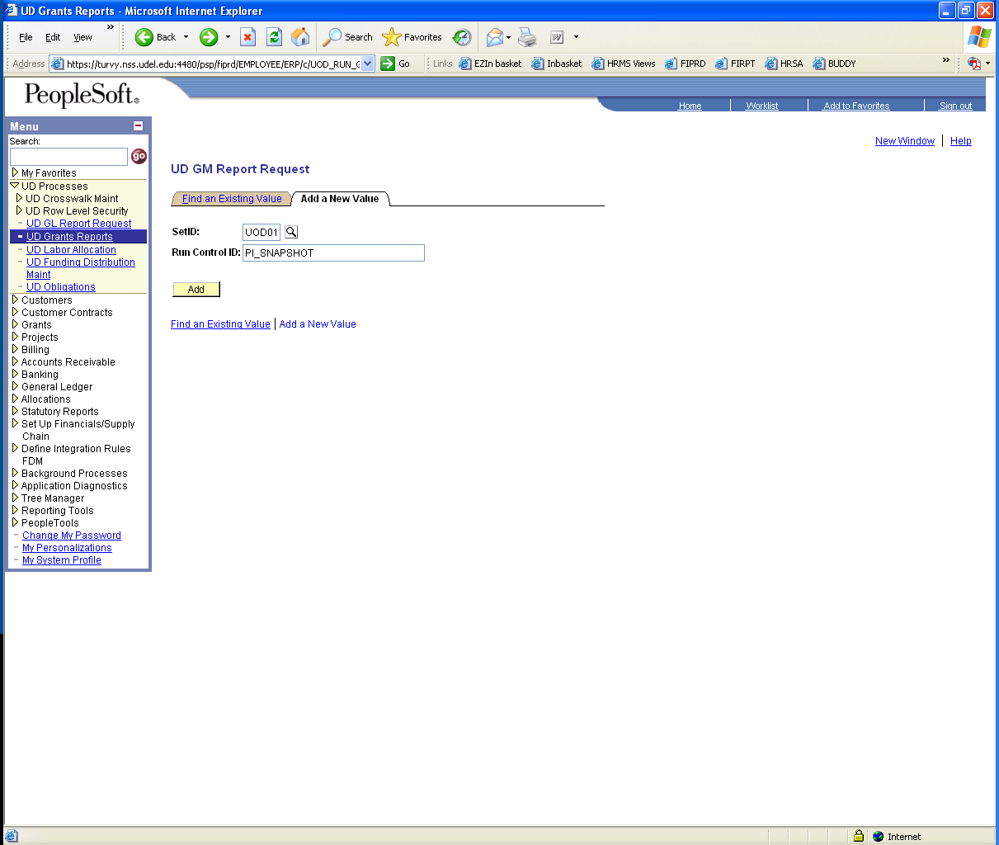 UD Grants Reports - Microsoft Internet Explorer
File Edit View » Back Search Favorites
Address https://turvy.nss.udel.edu:4480/psp/fiprd/EMPLOYEE/ERP/c/UOD_RUN_G Go Links EZIn basket Inbasket HRMS Views FIPRD FIRPT HRSA BUDDY »
PeopleSoft®
Home Worklist Add to Favorites Sign out
New Window | Help
Menu
Search:
go
My Favorites
UD Processes
UD Crosswalk Maint
UD Row Level Security
UD GL Report Request
UD Grants Reports
UD Labor Allocation
UD Funding Distribution
Maint
UD Obligations
Customers
Customer Contracts
Grants
Projects
Billing
Accounts Receivable
Banking
General Ledger
Allocations
Statutory Reports
Set Up Financials/Supply
Chain
Define Integration Rules
FDM
Background Processes
Application Diagnostics
Tree Manager
Reporting Tools
PeopleTools
Change My Password
My Personalizations
My System Profile
UD GM Report Request
Find an Existing Value Add a New Value
SetID: UOD01
Run Control ID: PI_SNAPSHOT
Add
Find an Existing Value | Add a New Value
Internet